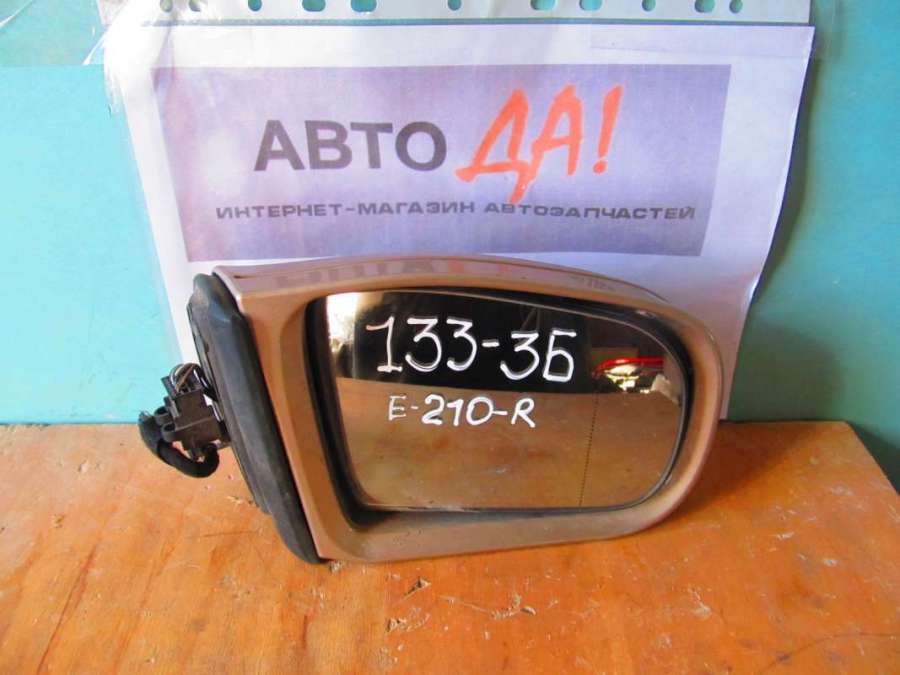 АВТО ДА!
ИНТЕРНЕТ-МАГАЗИН АВТОЗАПЧАСТЕЙ
133-3Б
E-210-R